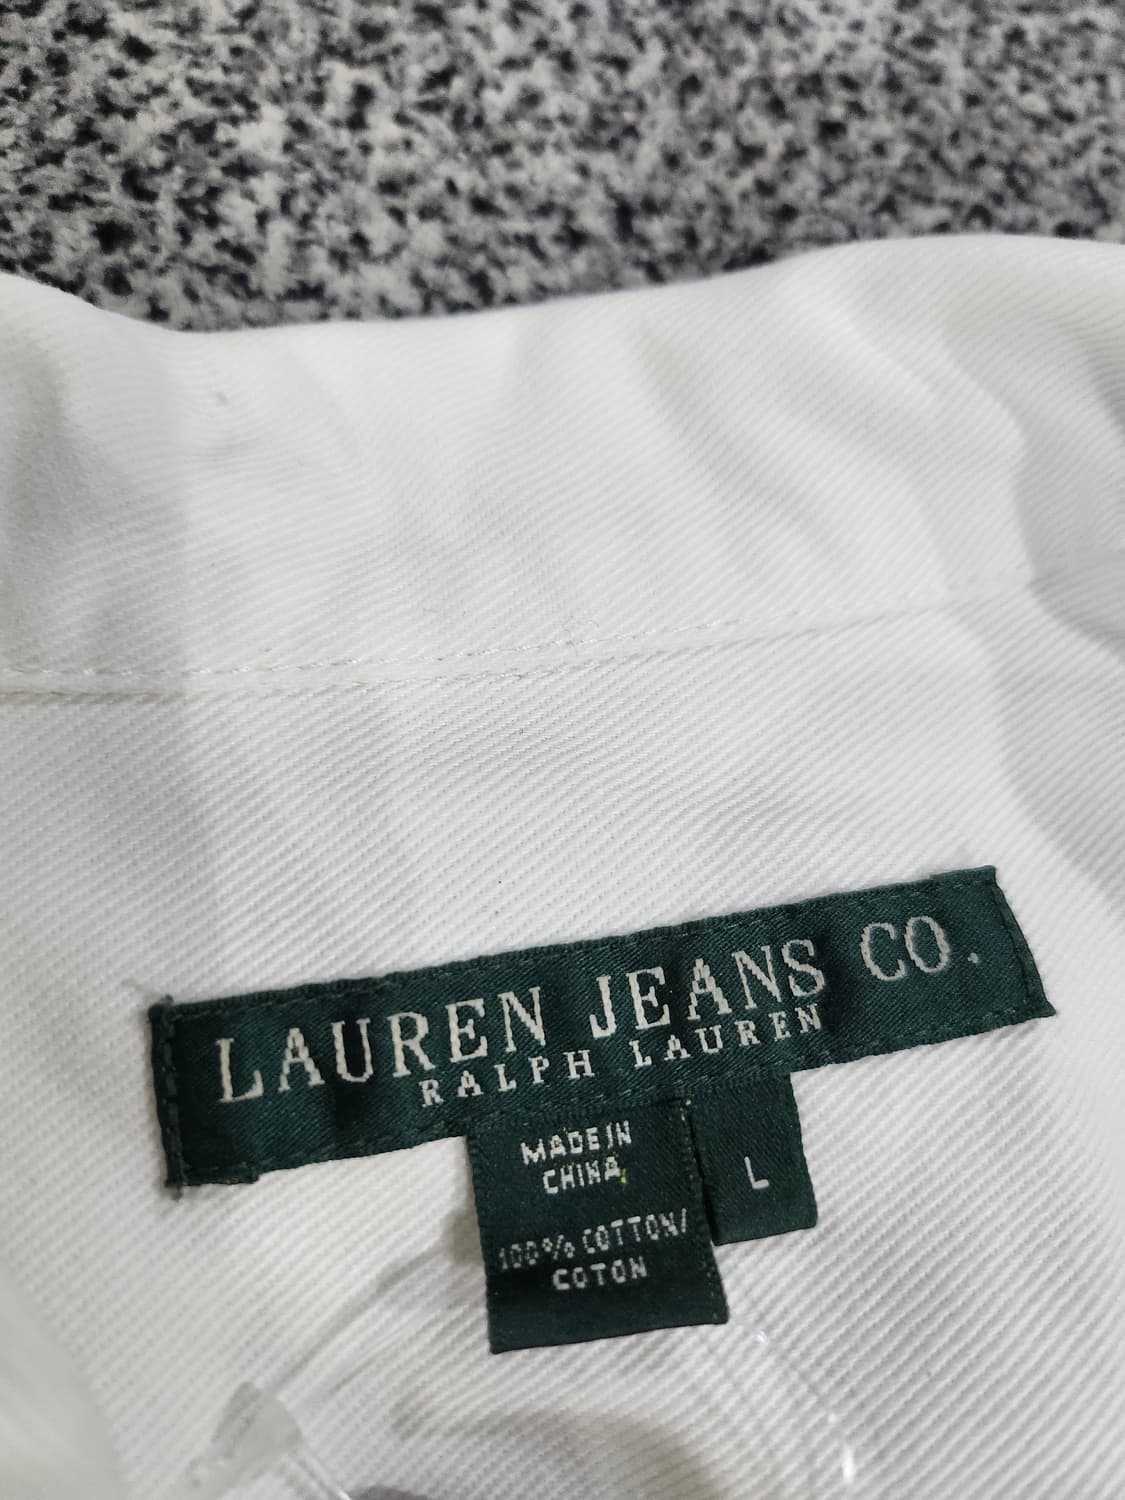 LAUREN JEANS CO.
RALPH LAUREN
MADE IN
CHINA
L
100% COTTON/
COTON